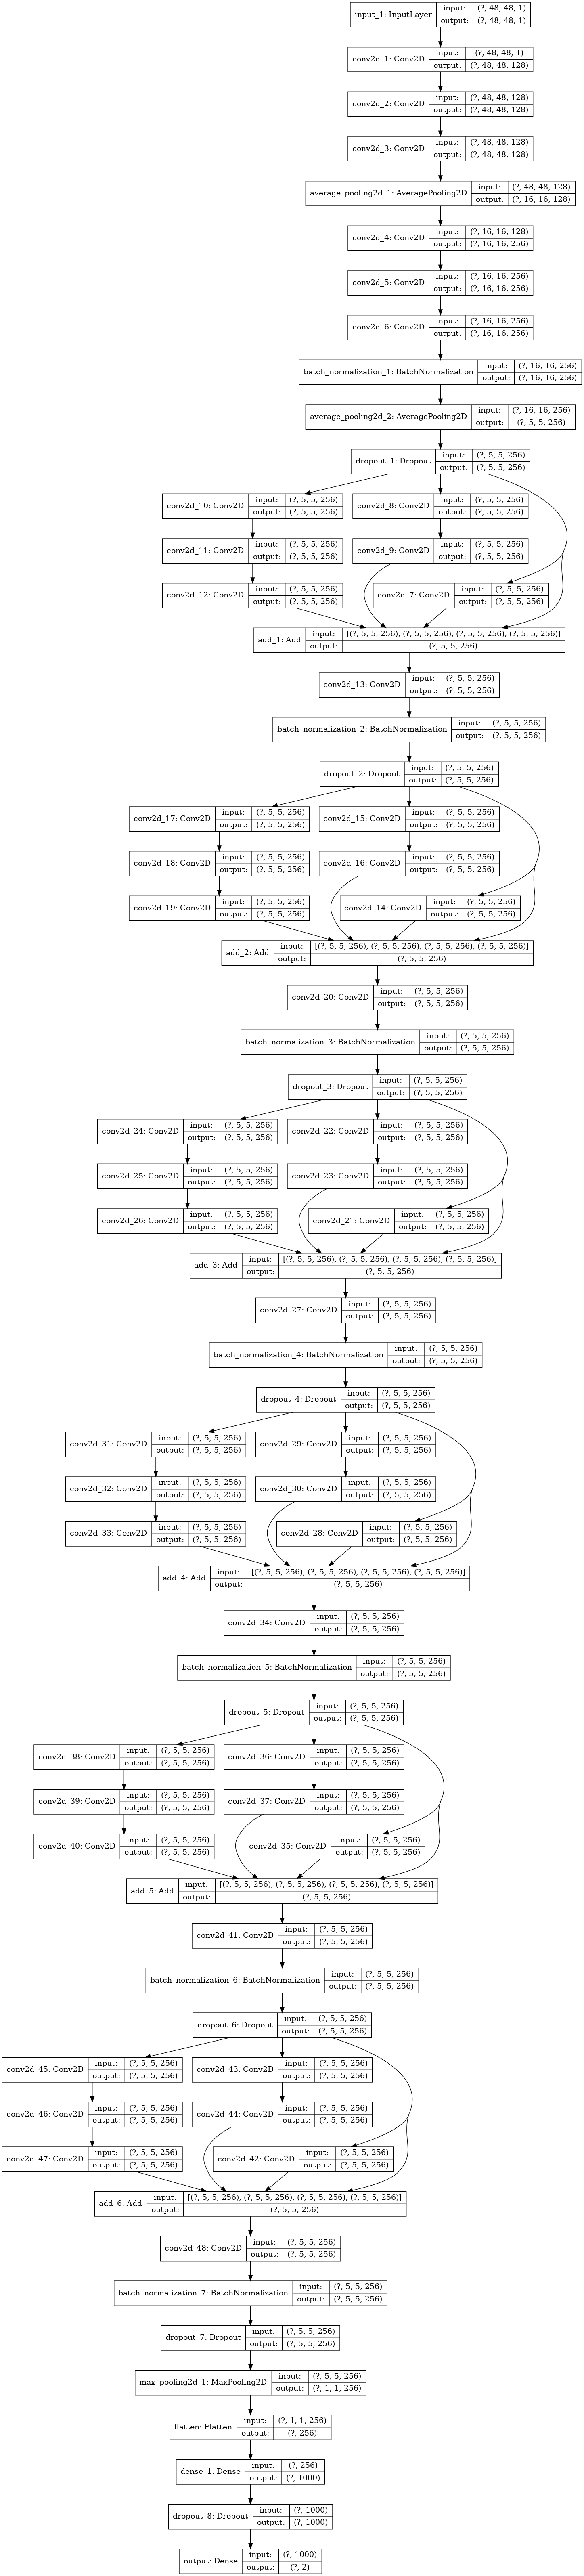 input_1: InputLayer input: (?, 48, 48, 1)
output: (?, 48, 48, 1)
conv2d_1: Conv2D input: (?, 48, 48, 1)
output: (?, 48, 48, 128)
conv2d_2: Conv2D input: (?, 48, 48, 128)
output: (?, 48, 48, 128)
conv2d_3: Conv2D input: (?, 48, 48, 128)
output: (?, 48, 48, 128)
average_pooling2d_1: AveragePooling2D input: (?, 48, 48, 128)
output: (?, 16, 16, 128)
conv2d_4: Conv2D input: (?, 16, 16, 128)
output: (?, 16, 16, 256)
conv2d_5: Conv2D input: (?, 16, 16, 256)
output: (?, 16, 16, 256)
conv2d_6: Conv2D input: (?, 16, 16, 256)
output: (?, 16, 16, 256)
batch_normalization_1: BatchNormalization input: (?, 16, 16, 256)
output: (?, 16, 16, 256)
average_pooling2d_2: AveragePooling2D input: (?, 16, 16, 256)
output: (?, 5, 5, 256)
dropout_1: Dropout input: (?, 5, 5, 256)
output: (?, 5, 5, 256)
conv2d_10: Conv2D input: (?, 5, 5, 256)
output: (?, 5, 5, 256)
conv2d_8: Conv2D input: (?, 5, 5, 256)
output: (?, 5, 5, 256)
conv2d_11: Conv2D input: (?, 5, 5, 256)
output: (?, 5, 5, 256)
conv2d_9: Conv2D input: (?, 5, 5, 256)
output: (?, 5, 5, 256)
conv2d_12: Conv2D input: (?, 5, 5, 256)
output: (?, 5, 5, 256)
conv2d_7: Conv2D input: (?, 5, 5, 256)
output: (?, 5, 5, 256)
add_1: Add input: [(?, 5, 5, 256), (?, 5, 5, 256), (?, 5, 5, 256), (?, 5, 5, 256)]
output: (?, 5, 5, 256)
conv2d_13: Conv2D input: (?, 5, 5, 256)
output: (?, 5, 5, 256)
batch_normalization_2: BatchNormalization input: (?, 5, 5, 256)
output: (?, 5, 5, 256)
dropout_2: Dropout input: (?, 5, 5, 256)
output: (?, 5, 5, 256)
conv2d_17: Conv2D input: (?, 5, 5, 256)
output: (?, 5, 5, 256)
conv2d_15: Conv2D input: (?, 5, 5, 256)
output: (?, 5, 5, 256)
conv2d_18: Conv2D input: (?, 5, 5, 256)
output: (?, 5, 5, 256)
conv2d_16: Conv2D input: (?, 5, 5, 256)
output: (?, 5, 5, 256)
conv2d_19: Conv2D input: (?, 5, 5, 256)
output: (?, 5, 5, 256)
conv2d_14: Conv2D input: (?, 5, 5, 256)
output: (?, 5, 5, 256)
add_2: Add input: [(?, 5, 5, 256), (?, 5, 5, 256), (?, 5, 5, 256), (?, 5, 5, 256)]
output: (?, 5, 5, 256)
conv2d_20: Conv2D input: (?, 5, 5, 256)
output: (?, 5, 5, 256)
batch_normalization_3: BatchNormalization input: (?, 5, 5, 256)
output: (?, 5, 5, 256)
dropout_3: Dropout input: (?, 5, 5, 256)
output: (?, 5, 5, 256)
conv2d_24: Conv2D input: (?, 5, 5, 256)
output: (?, 5, 5, 256)
conv2d_22: Conv2D input: (?, 5, 5, 256)
output: (?, 5, 5, 256)
conv2d_25: Conv2D input: (?, 5, 5, 256)
output: (?, 5, 5, 256)
conv2d_23: Conv2D input: (?, 5, 5, 256)
output: (?, 5, 5, 256)
conv2d_26: Conv2D input: (?, 5, 5, 256)
output: (?, 5, 5, 256)
conv2d_21: Conv2D input: (?, 5, 5, 256)
output: (?, 5, 5, 256)
add_3: Add input: [(?, 5, 5, 256), (?, 5, 5, 256), (?, 5, 5, 256), (?, 5, 5, 256)]
output: (?, 5, 5, 256)
conv2d_27: Conv2D input: (?, 5, 5, 256)
output: (?, 5, 5, 256)
batch_normalization_4: BatchNormalization input: (?, 5, 5, 256)
output: (?, 5, 5, 256)
dropout_4: Dropout input: (?, 5, 5, 256)
output: (?, 5, 5, 256)
conv2d_31: Conv2D input: (?, 5, 5, 256)
output: (?, 5, 5, 256)
conv2d_29: Conv2D input: (?, 5, 5, 256)
output: (?, 5, 5, 256)
conv2d_32: Conv2D input: (?, 5, 5, 256)
output: (?, 5, 5, 256)
conv2d_30: Conv2D input: (?, 5, 5, 256)
output: (?, 5, 5, 256)
conv2d_33: Conv2D input: (?, 5, 5, 256)
output: (?, 5, 5, 256)
conv2d_28: Conv2D input: (?, 5, 5, 256)
output: (?, 5, 5, 256)
add_4: Add input: [(?, 5, 5, 256), (?, 5, 5, 256), (?, 5, 5, 256), (?, 5, 5, 256)]
output: (?, 5, 5, 256)
conv2d_34: Conv2D input: (?, 5, 5, 256)
output: (?, 5, 5, 256)
batch_normalization_5: BatchNormalization input: (?, 5, 5, 256)
output: (?, 5, 5, 256)
dropout_5: Dropout input: (?, 5, 5, 256)
output: (?, 5, 5, 256)
conv2d_38: Conv2D input: (?, 5, 5, 256)
output: (?, 5, 5, 256)
conv2d_36: Conv2D input: (?, 5, 5, 256)
output: (?, 5, 5, 256)
conv2d_39: Conv2D input: (?, 5, 5, 256)
output: (?, 5, 5, 256)
conv2d_37: Conv2D input: (?, 5, 5, 256)
output: (?, 5, 5, 256)
conv2d_40: Conv2D input: (?, 5, 5, 256)
output: (?, 5, 5, 256)
conv2d_35: Conv2D input: (?, 5, 5, 256)
output: (?, 5, 5, 256)
add_5: Add input: [(?, 5, 5, 256), (?, 5, 5, 256), (?, 5, 5, 256), (?, 5, 5, 256)]
output: (?, 5, 5, 256)
conv2d_41: Conv2D input: (?, 5, 5, 256)
output: (?, 5, 5, 256)
batch_normalization_6: BatchNormalization input: (?, 5, 5, 256)
output: (?, 5, 5, 256)
dropout_6: Dropout input: (?, 5, 5, 256)
output: (?, 5, 5, 256)
conv2d_45: Conv2D input: (?, 5, 5, 256)
output: (?, 5, 5, 256)
conv2d_43: Conv2D input: (?, 5, 5, 256)
output: (?, 5, 5, 256)
conv2d_46: Conv2D input: (?, 5, 5, 256)
output: (?, 5, 5, 256)
conv2d_44: Conv2D input: (?, 5, 5, 256)
output: (?, 5, 5, 256)
conv2d_47: Conv2D input: (?, 5, 5, 256)
output: (?, 5, 5, 256)
conv2d_42: Conv2D input: (?, 5, 5, 256)
output: (?, 5, 5, 256)
add_6: Add input: [(?, 5, 5, 256), (?, 5, 5, 256), (?, 5, 5, 256), (?, 5, 5, 256)]
output: (?, 5, 5, 256)
conv2d_48: Conv2D input: (?, 5, 5, 256)
output: (?, 5, 5, 256)
batch_normalization_7: BatchNormalization input: (?, 5, 5, 256)
output: (?, 5, 5, 256)
dropout_7: Dropout input: (?, 5, 5, 256)
output: (?, 5, 5, 256)
max_pooling2d_1: MaxPooling2D input: (?, 5, 5, 256)
output: (?, 1, 1, 256)
flatten: Flatten input: (?, 1, 1, 256)
output: (?, 256)
dense_1: Dense input: (?, 256)
output: (?, 1000)
dropout_8: Dropout input: (?, 1000)
output: (?, 1000)
output: Dense input: (?, 1000)
output: (?, 2)